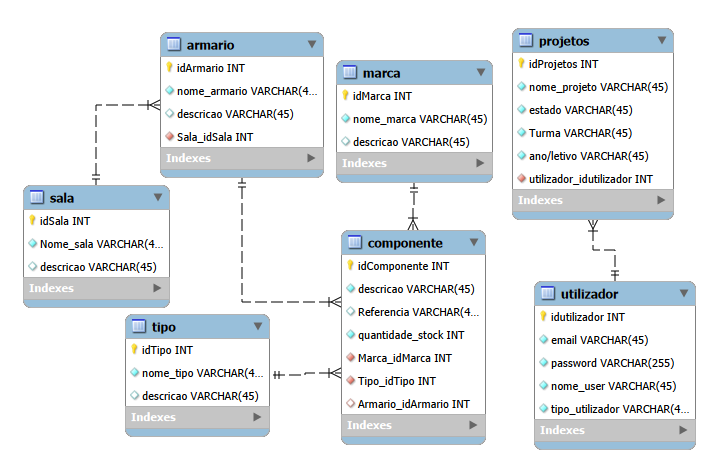 armario
idArmario INT
nome_armario VARCHAR(4...
descricao VARCHAR(45)
Sala_idSala INT
Indexes
marca
idMarca INT
nome_marca VARCHAR(45)
descricao VARCHAR(45)
Indexes
projetos
idProjetos INT
nome_projeto VARCHAR(45)
estado VARCHAR(45)
Turma VARCHAR(45)
ano/letivo VARCHAR(45)
utilizador_idutilizador INT
Indexes
sala
idSala INT
Nome_sala VARCHAR(4...
descricao VARCHAR(45)
Indexes
componente
idComponente INT
descricao VARCHAR(45)
Referencia VARCHAR(4...
quantidade_stock INT
Marca_idMarca INT
Tipo_idTipo INT
Armario_idArmario INT
Indexes
tipo
idTipo INT
nome_tipo VARCHAR(4...
descricao VARCHAR(45)
Indexes
utilizador
idutilizador INT
email VARCHAR(45)
password VARCHAR(255)
nome_user VARCHAR(45)
tipo_utilizador VARCHAR(4...
Indexes